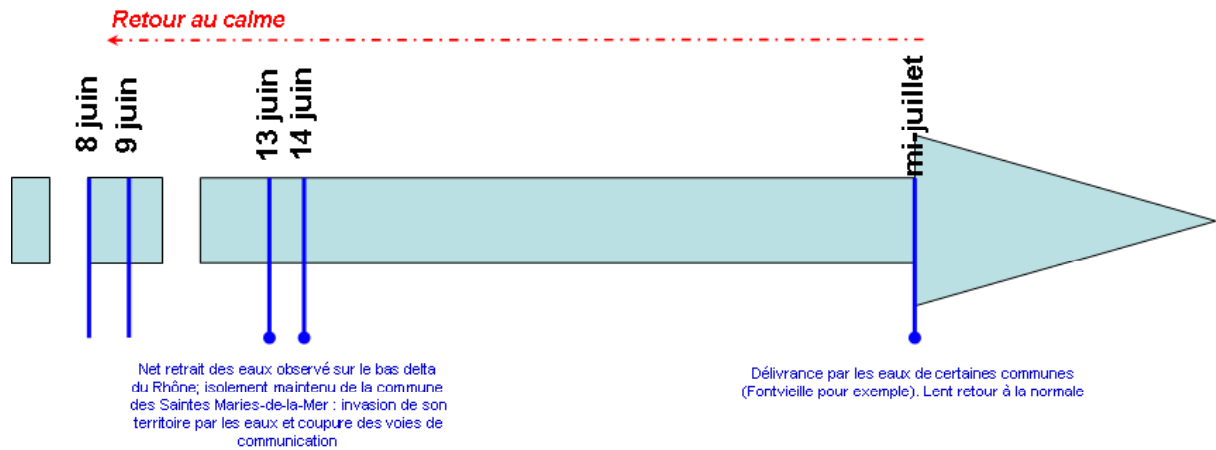 Retour au calme
8 juin
9 juin
13 juin
14 juin
mi-juillet
Net retrait des eaux observé sur le bas delta
du Rhône; isolement maintenu de la commune
des Saintes Maries-de-la-Mer : invasion de son
territoire par les eaux et coupure des voies de
communication
Délivrance par les eaux de certaines communes
(Fontvieille pour exemple). Lent retour à la normale